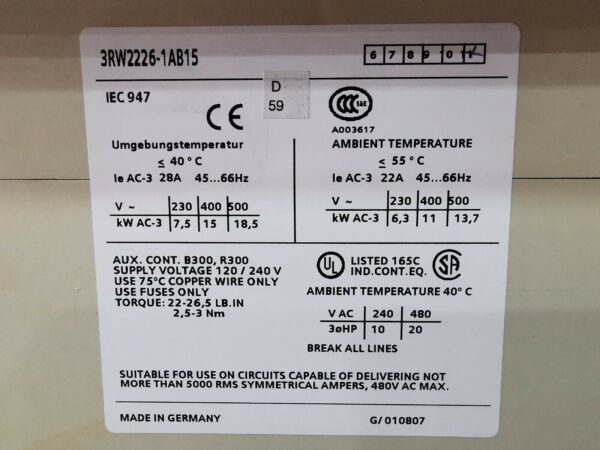 3RW2226-1AB15
6 7 8 9 0 1
D
59
IEC 947
CE
CCC S&E
A003617
Umgebungstemperatur
≤ 40°C
Ie AC-3 28A 45...66Hz
V ~ 230 400 500
kW AC-3 7,5 15 18,5
AMBIENT TEMPERATURE
≤ 55°C
Ie AC-3 22A 45...66Hz
V ~ 230 400 500
kW AC-3 6,3 11 13,7
AUX. CONT. B300, R300
SUPPLY VOLTAGE 120 / 240 V
USE 75°C COPPER WIRE ONLY
USE FUSES ONLY
TORQUE: 22-26,5 LB.IN
2,5-3 Nm
UL LISTED 165C SA
IND.CONT.EQ.
AMBIENT TEMPERATURE 40°C
V AC 240 480
3øHP 10 20
BREAK ALL LINES
SUITABLE FOR USE ON CIRCUITS CAPABLE OF DELIVERING NOT
MORE THAN 5000 RMS SYMMETRICAL AMPERS, 480V AC MAX.
MADE IN GERMANY G/010807